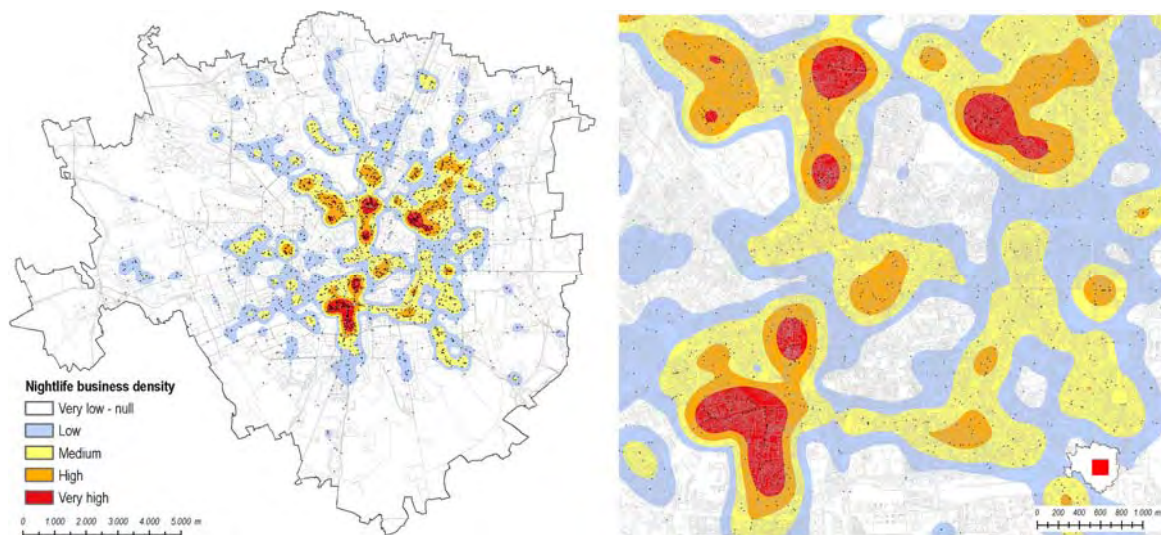 Nightlife business density
Very low - null
Low
Medium
High
Very high
0 1.000 2.000 3.000 4.000 5.000 m
0 200 400 600 800 1.000 m